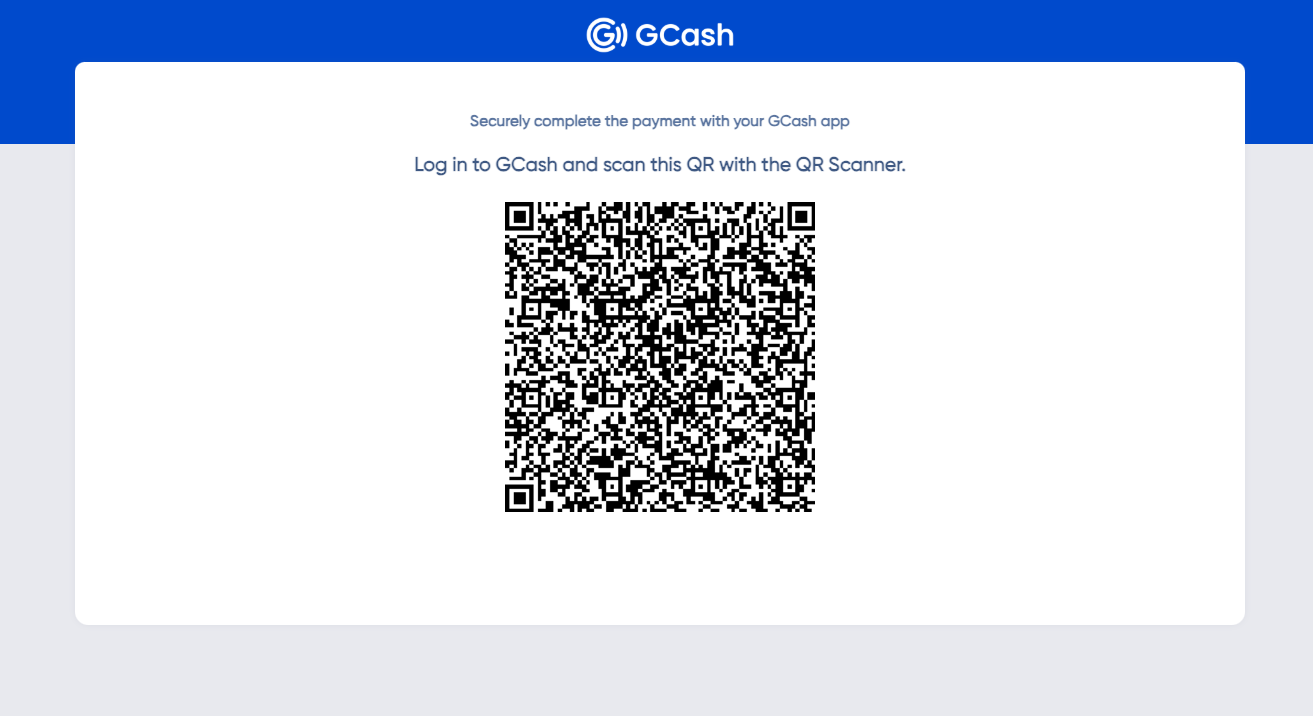 GCash
Securely complete the payment with your GCash app
Log in to GCash and scan this QR with the QR Scanner.